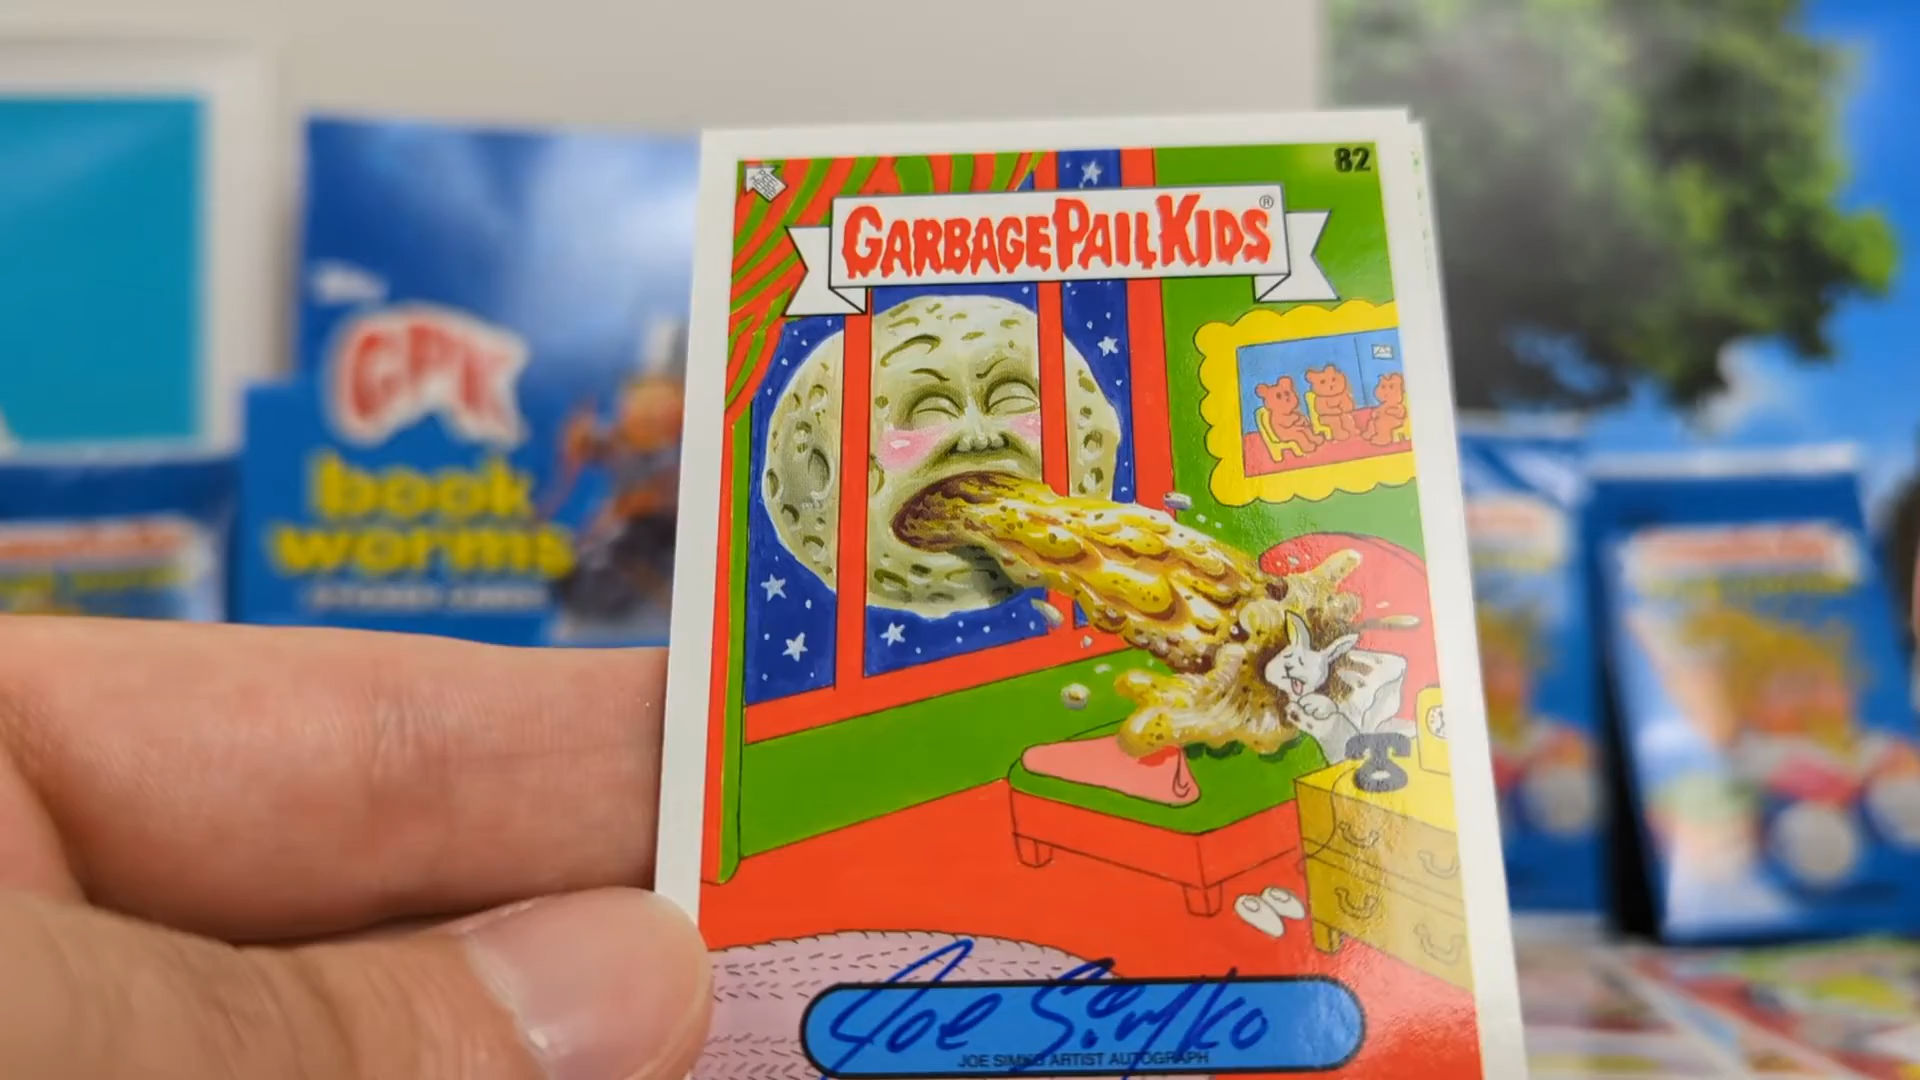 82
GARBAGE PAIL KIDS®
GPK
book
worms
Joe Simko
JOE SIMKO ARTIST AUTOGRAPH